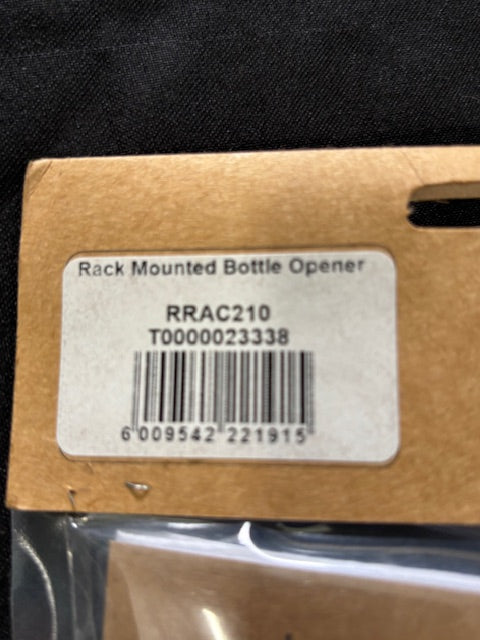 Rack Mounted Bottle Opener
RRAC210
T0000023338
6 009542 221915